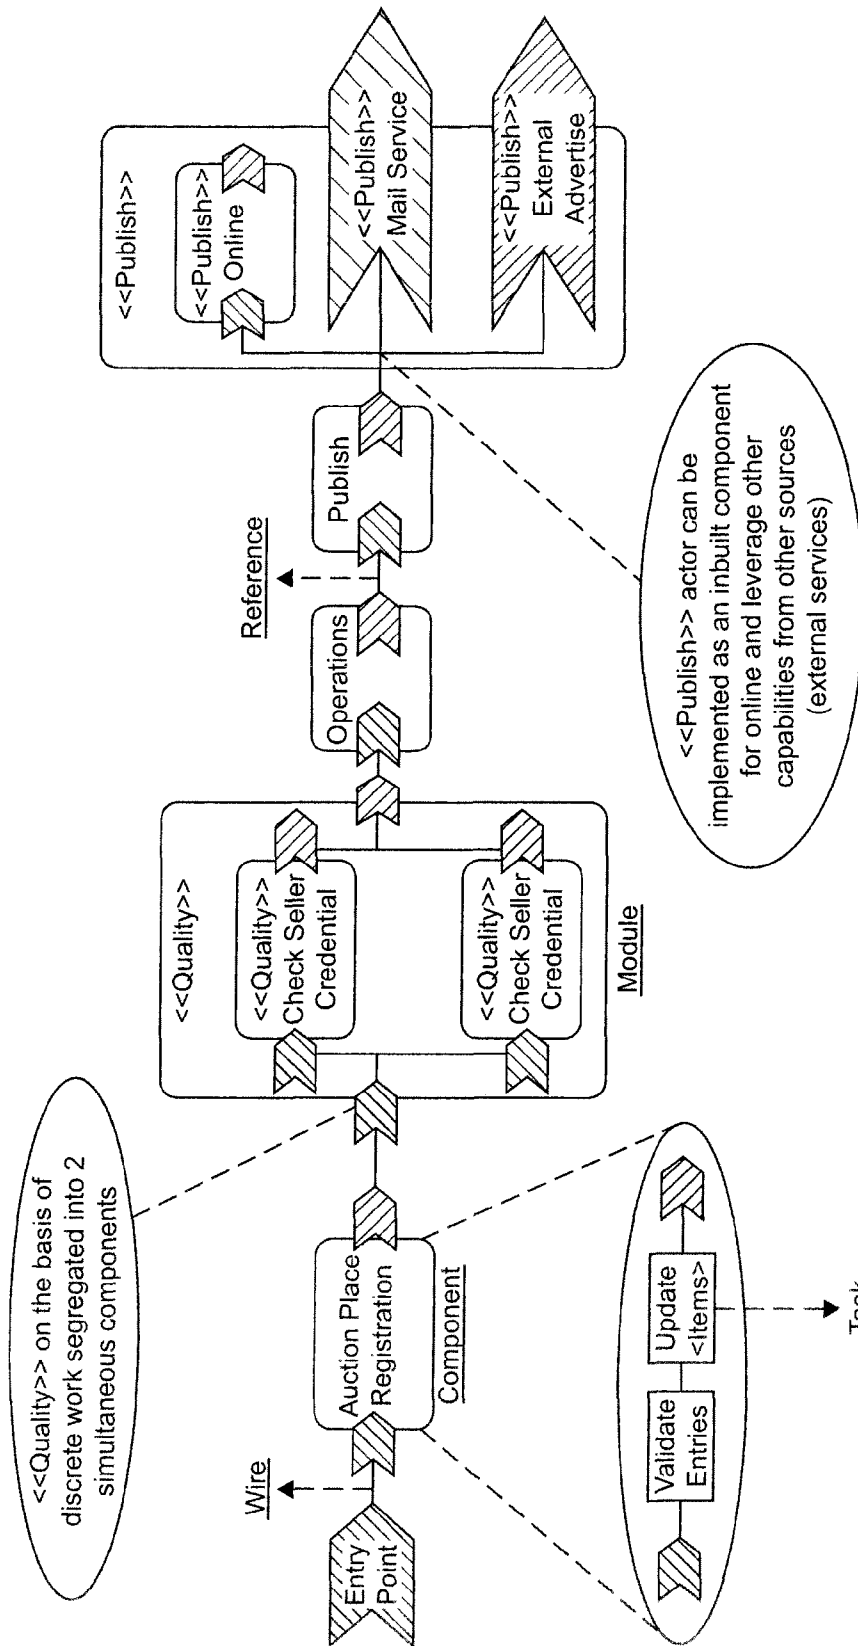 <<Quality>> on the basis of
discrete work segregated into 2
simultaneous components
Entry
Point
Wire
Auction Place
Registration
Component
<<Quality>>
<<Quality>>
Check Seller
Credential
<<Quality>>
Check Seller
Credential
Module
Operations
Reference
Publish
<<Publish>>
<<Publish>>
Online
<<Publish>>
Mail Service
<<Publish>>
External
Advertise
Validate
Entries
Update
<Items>
Task
<<Publish>> actor can be
implemented as an inbuilt component
for online and leverage other
capabilities from other sources
(external services)